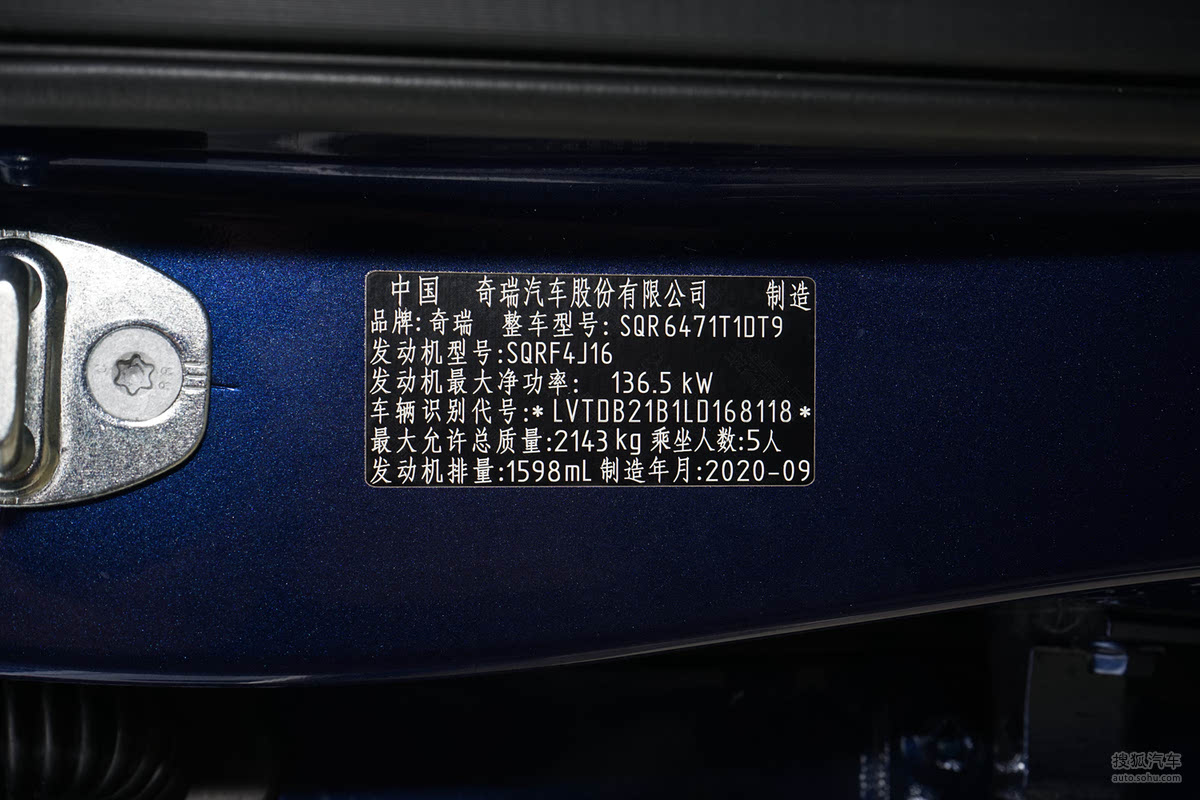 中国 奇瑞汽车股份有限公司 制造
品牌:奇瑞 整车型号:SQR6471T1DT9
发动机型号:SQRF4J16
发动机最大净功率: 136.5 kW
车辆识别代号:*LVTDB21B1LD168118*
最大允许总质量:2143 kg 乘坐人数:5人
发动机排量:1598mL 制造年月:2020-09
搜狐汽车
auto.sohu.com